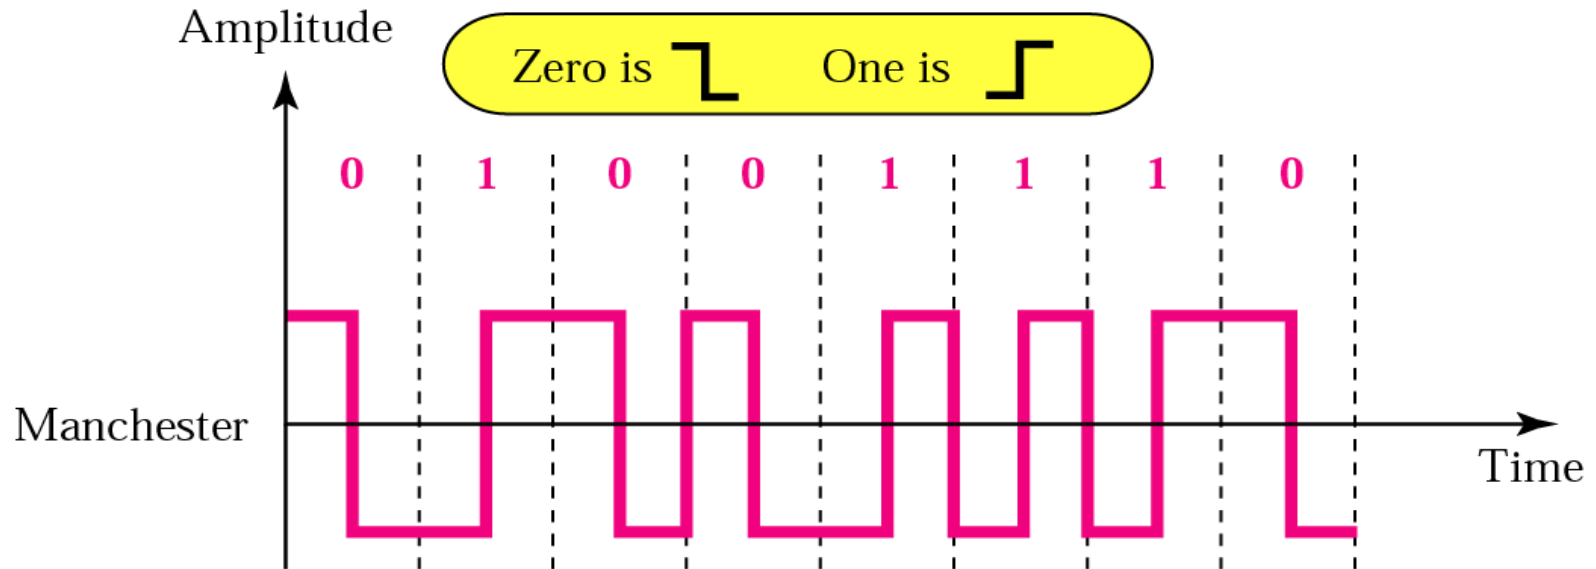 Amplitude
Zero is One is
0 1 0 0 1 1 1 0
Manchester
Time